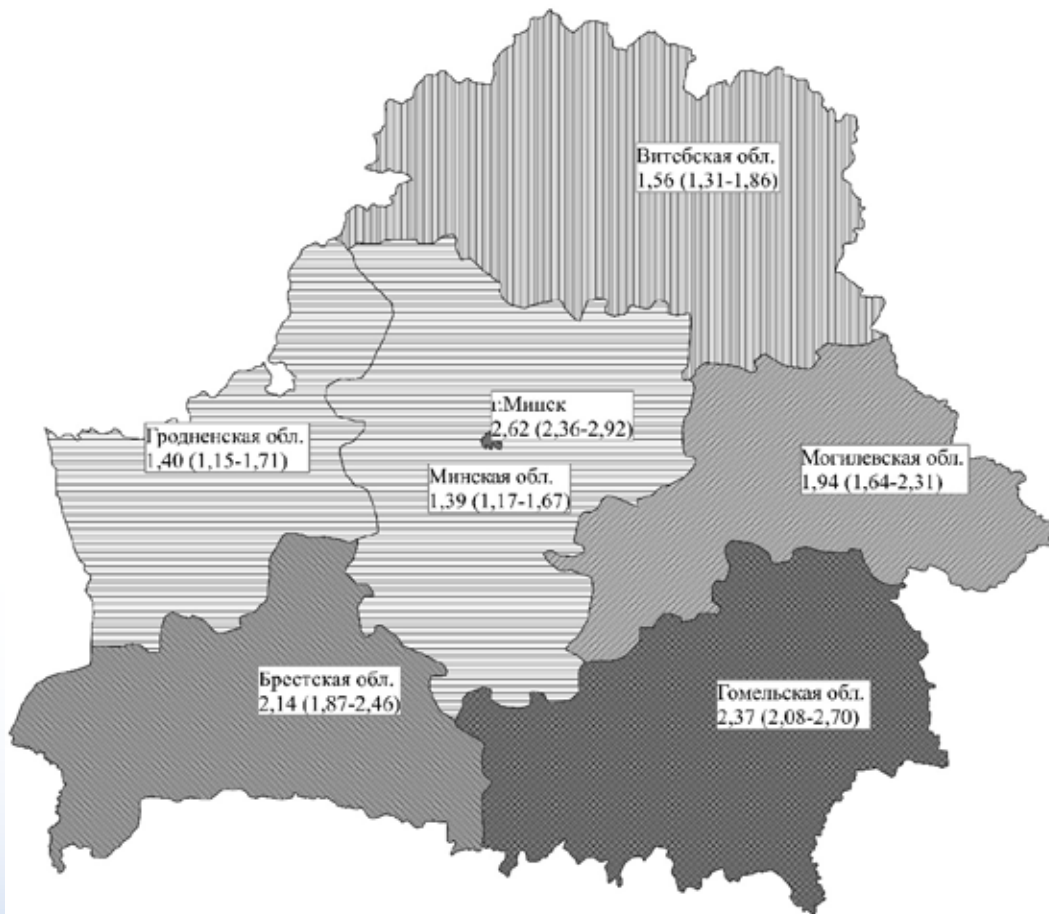 Витебская обл.
1,56 (1,31-1,86)
г.Минск
2,62 (2,36-2,92)
Гродненская обл.
1,40 (1,15-1,71)
Могилевская обл.
1,94 (1,64-2,31)
Минская обл.
1,39 (1,17-1,67)
Брестская обл.
2,14 (1,87-2,46)
Гомельская обл.
2,37 (2,08-2,70)